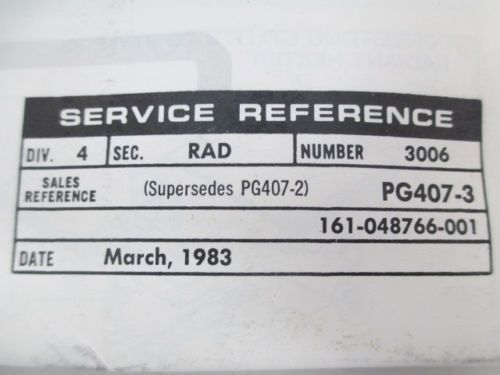 SERVICE REFERENCE
DIV. 4 SEC. RAD NUMBER 3006
SALES REFERENCE (Supersedes PG407-2) PG407-3
161-048766-001
DATE March, 1983